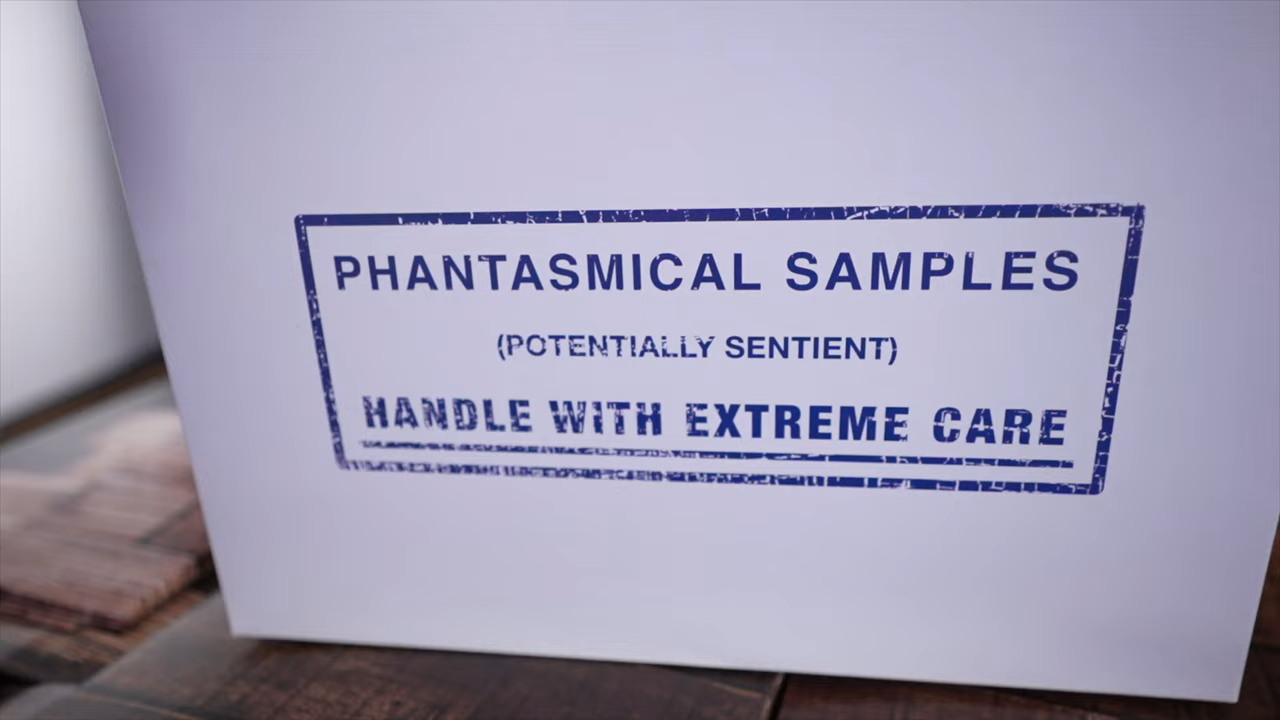 PHANTASMICAL SAMPLES
(POTENTIALLY SENTIENT)
HANDLE WITH EXTREME CARE